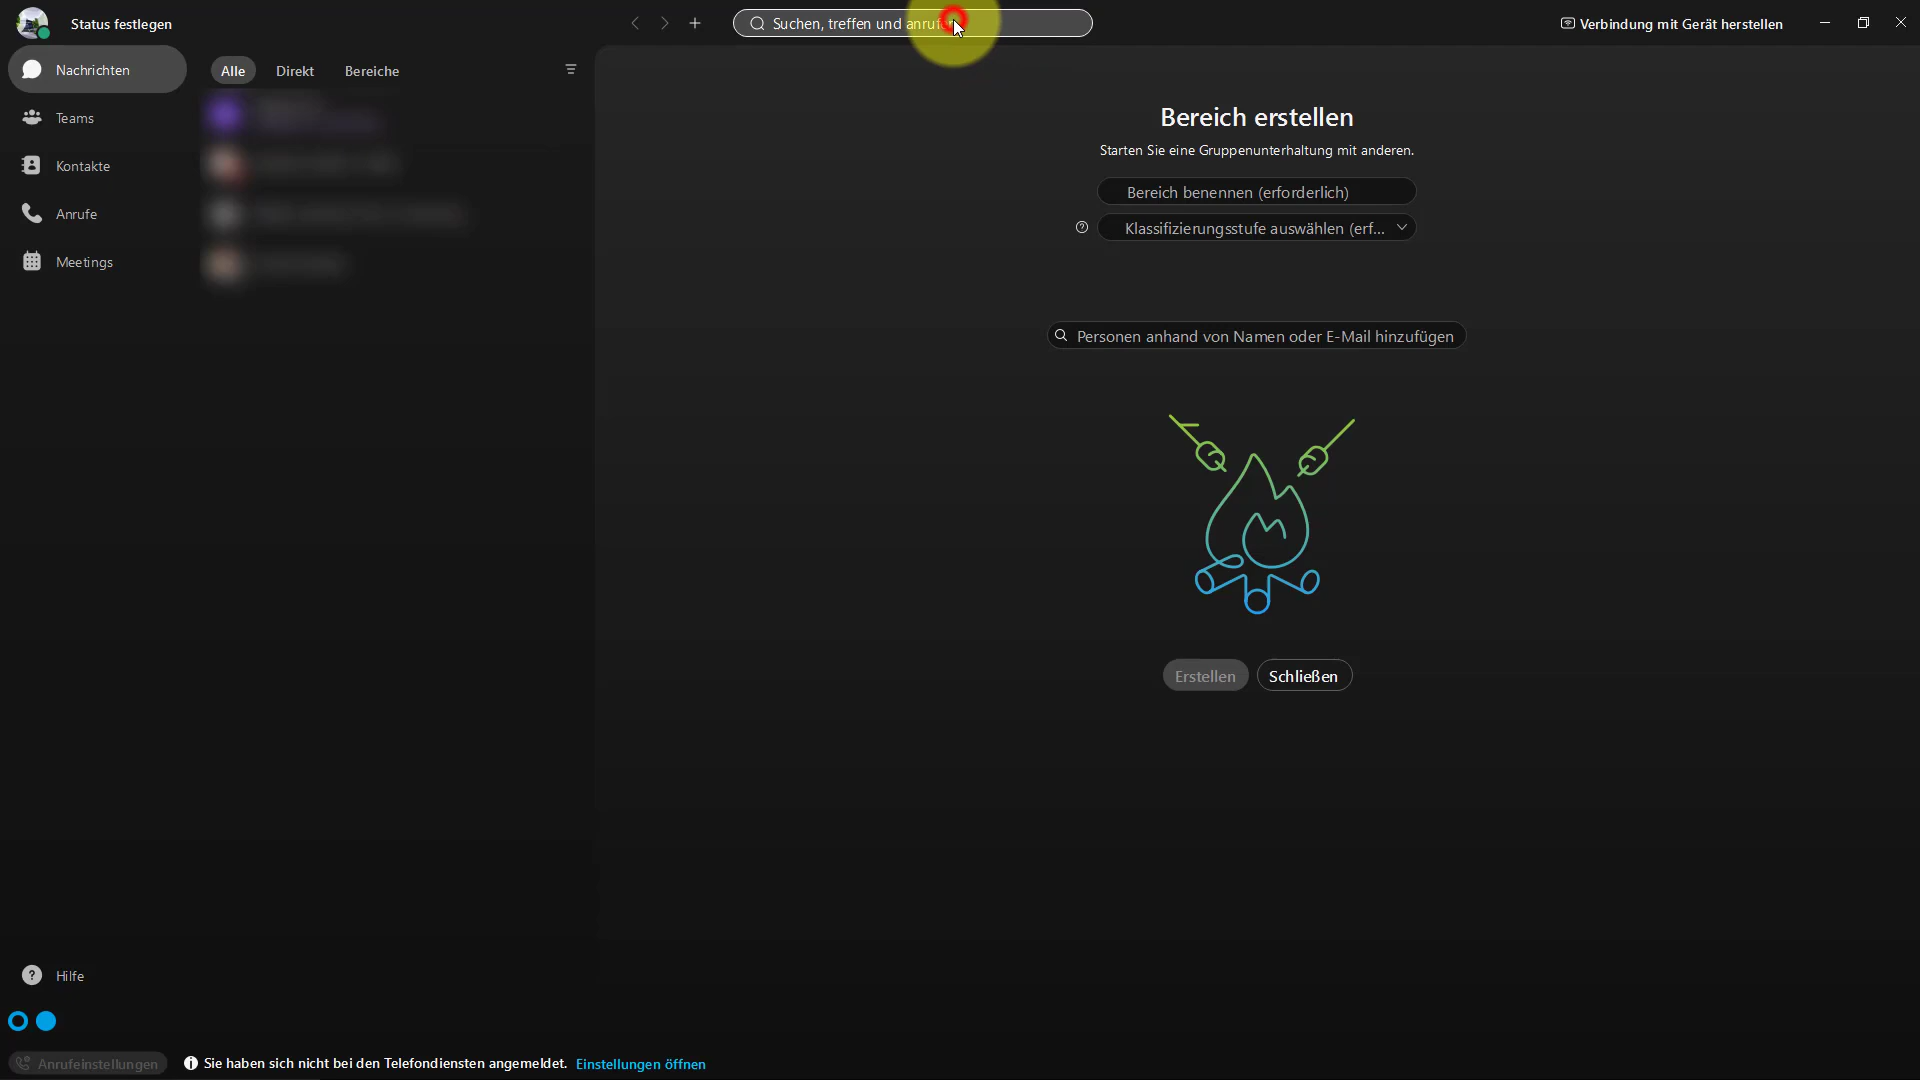 Status festlegen
Suchen, treffen und anrufen
Verbindung mit Gerät herstellen
Nachrichten
Teams
Kontakte
Anrufe
Meetings
Alle
Direkt
Bereiche
Bereich erstellen
Starten Sie eine Gruppenunterhaltung mit anderen.
Bereich benennen (erforderlich)
Klassifizierungsstufe auswählen (erf...
Personen anhand von Namen oder E-Mail hinzufügen
Erstellen
Schließen
Hilfe
Anrufeinstellungen
Sie haben sich nicht bei den Telefondiensten angemeldet. Einstellungen öffnen